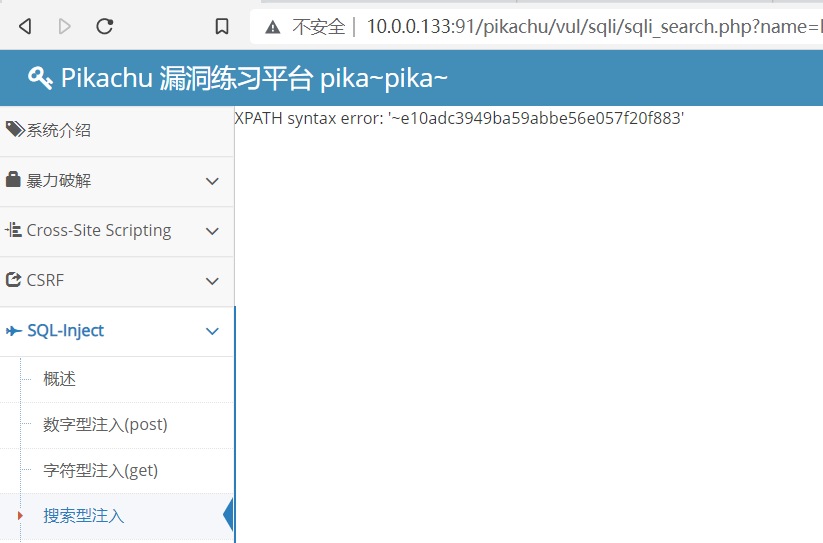 不安全 10.0.0.133:91/pikachu/vul/sqli/sqli_search.php?name=
Pikachu 漏洞练习平台 pika~pika~
系统介绍
XPATH syntax error: '~e10adc3949ba59abbe56e057f20f883'
暴力破解
Cross-Site Scripting
CSRF
SQL-Inject
概述
数字型注入(post)
字符型注入(get)
搜索型注入